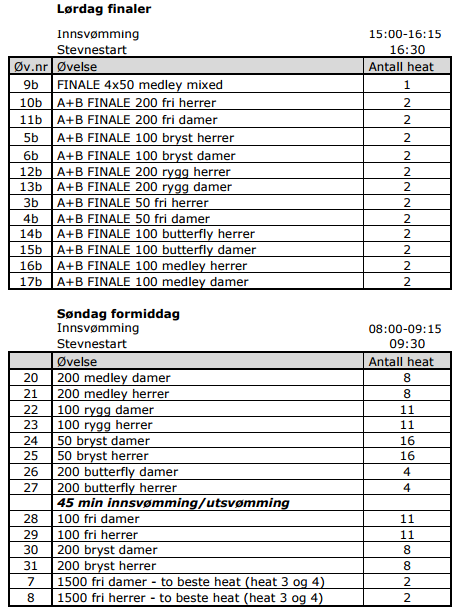 Lørdag finaler
Innsvømming 15:00-16:15
Stevnestart 16:30
Øv.nr Øvelse Antall heat
9b FINALE 4x50 medley mixed 1
10b A+B FINALE 200 fri herrer 2
11b A+B FINALE 200 fri damer 2
5b A+B FINALE 100 bryst herrer 2
6b A+B FINALE 100 bryst damer 2
12b A+B FINALE 200 rygg herrer 2
13b A+B FINALE 200 rygg damer 2
3b A+B FINALE 50 fri herrer 2
4b A+B FINALE 50 fri damer 2
14b A+B FINALE 100 butterfly herrer 2
15b A+B FINALE 100 butterfly damer 2
16b A+B FINALE 100 medley herrer 2
17b A+B FINALE 100 medley damer 2
Søndag formiddag
Innsvømming 08:00-09:15
Stevnestart 09:30
Øvelse Antall heat
20 200 medley damer 8
21 200 medley herrer 8
22 100 rygg damer 11
23 100 rygg herrer 11
24 50 bryst damer 16
25 50 bryst herrer 16
26 200 butterfly damer 4
27 200 butterfly herrer 4
45 min innsvømming/utsvømming
28 100 fri damer 11
29 100 fri herrer 11
30 200 bryst damer 8
31 200 bryst herrer 8
7 1500 fri damer - to beste heat (heat 3 og 4) 2
8 1500 fri herrer - to beste heat (heat 3 og 4) 2